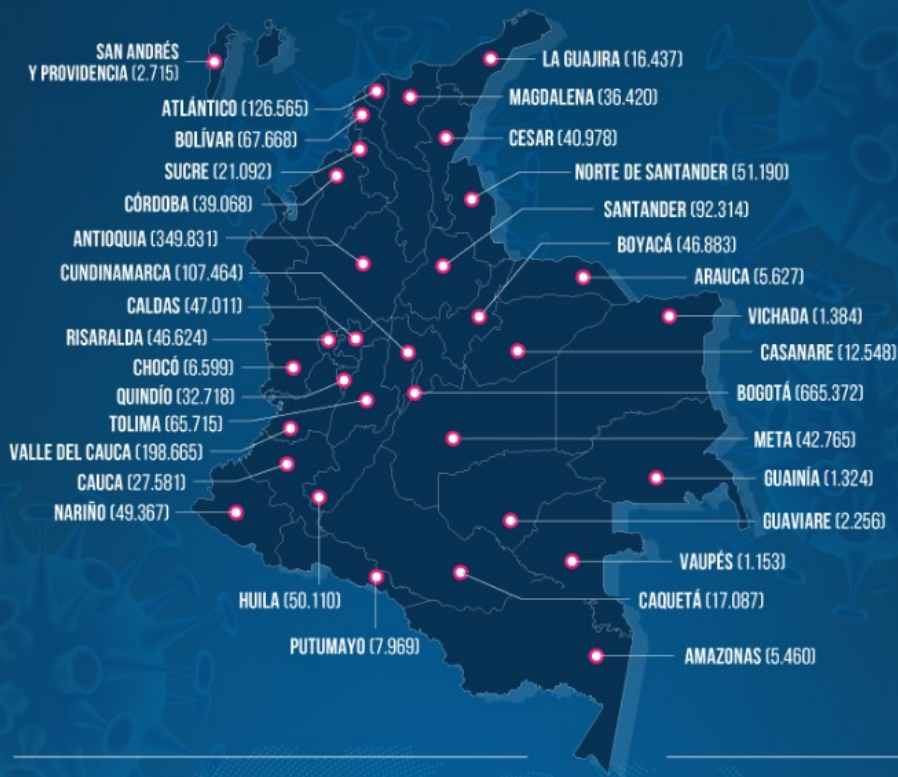 SAN ANDRÉS
Y PROVIDENCIA (2.715)
ATLÁNTICO (126.565)
BOLÍVAR (67.668)
SUCRE (21.092)
CÓRDOBA (39.068)
ANTIOQUIA (349.831)
CUNDINAMARCA (107.464)
CALDAS (47.011)
RISARALDA (46.624)
CHOCÓ (6.599)
QUINDÍO (32.718)
TOLIMA (65.715)
VALLE DEL CAUCA (198.665)
CAUCA (27.581)
NARIÑO (49.367)
HUILA (50.110)
PUTUMAYO (7.969)
LA GUAJIRA (16.437)
MAGDALENA (36.420)
CESAR (40.978)
NORTE DE SANTANDER (51.190)
SANTANDER (92.314)
BOYACÁ (46.883)
ARAUCA (5.627)
VICHADA (1.384)
CASANARE (12.548)
BOGOTÁ (665.372)
META (42.765)
GUAINÍA (1.324)
GUAVIARE (2.256)
VAUPÉS (1.153)
CAQUETÁ (17.087)
AMAZONAS (5.460)